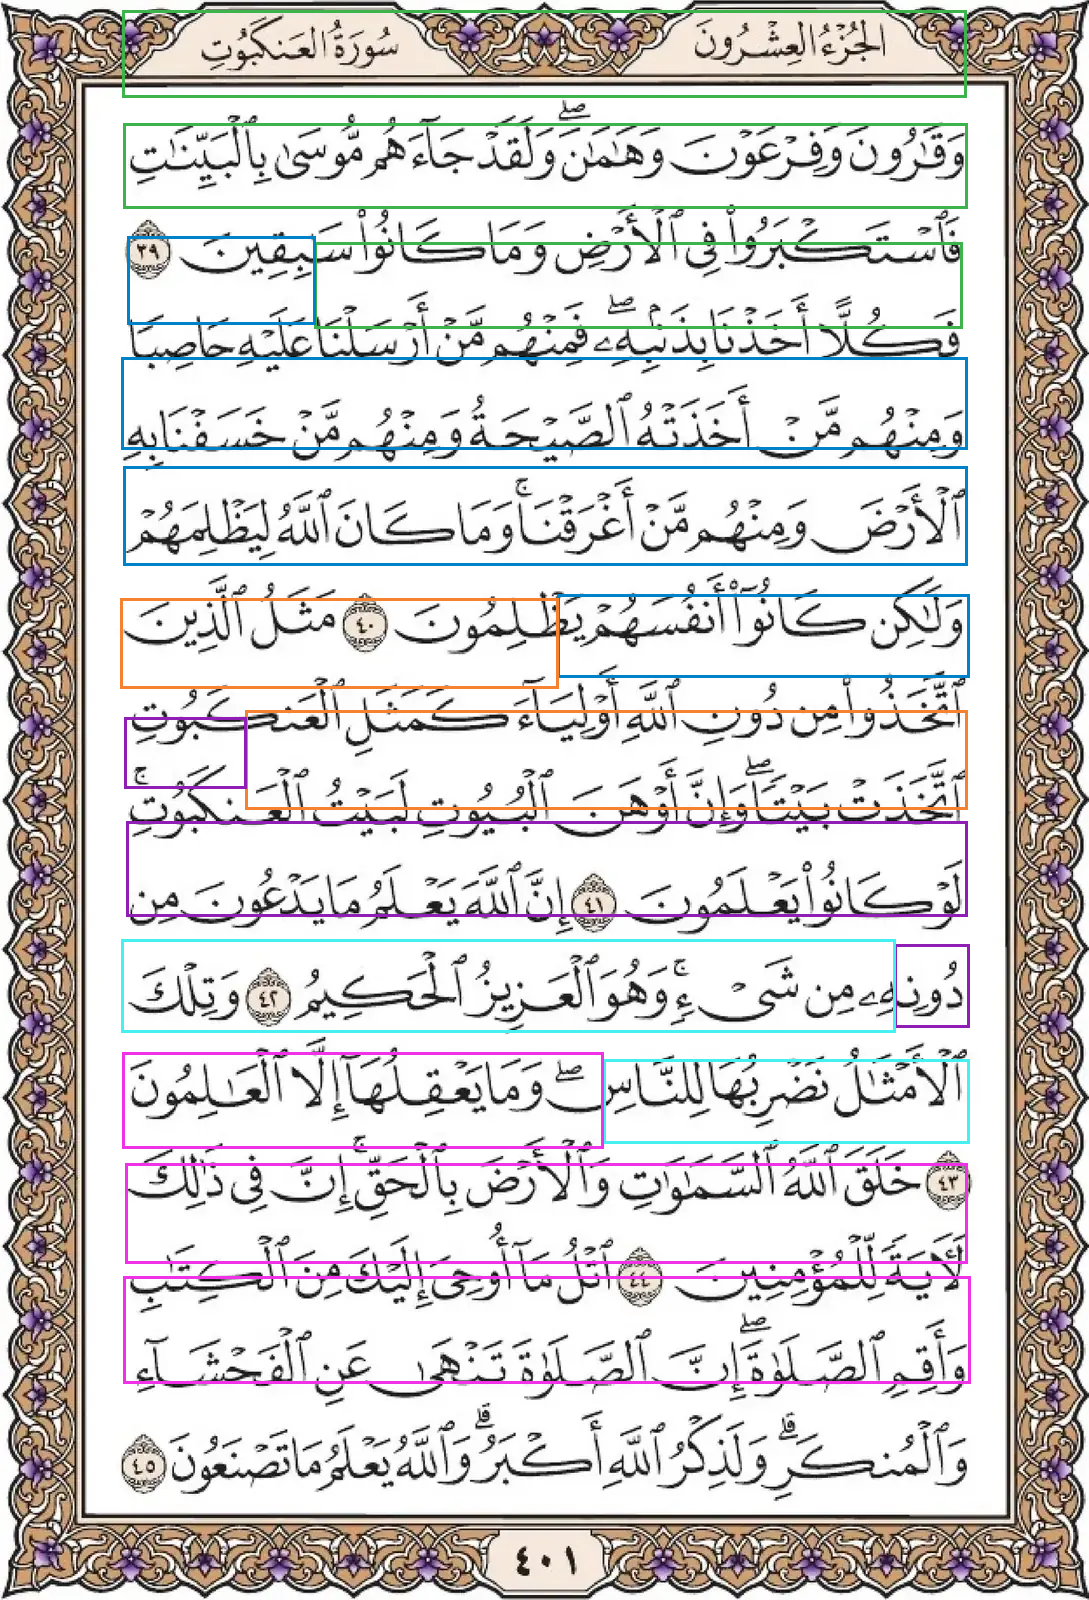 الجُزْءُ العِشْرُونَ
سُورَةُ العَنكَبُوتِ
وَقَٰرُونَ وَفِرْعَوْنَ وَهَٰمَٰنَۖ وَلَقَدْ جَآءَهُم مُّوسَىٰ بِٱلْبَيِّنَٰتِ
فَٱسْتَكْبَرُوا۟ فِى ٱلْأَرْضِ وَمَا كَانُوا۟ سَٰبِقِينَ ٣٩
فَكُلًّا أَخَذْنَا بِذَنۢبِهِۦۖ فَمِنْهُم مَّنْ أَرْسَلْنَا عَلَيْهِ حَاصِبًا
وَمِنْهُم مَّنْ أَخَذَتْهُ ٱلصَّيْحَةُ وَمِنْهُم مَّنْ خَسَفْنَا بِهِ
ٱلْأَرْضَ وَمِنْهُم مَّنْ أَغْرَقْنَاۚ وَمَا كَانَ ٱللَّهُ لِيَظْلِمَهُمْ
وَلَٰكِن كَانُوٓا۟ أَنفُسَهُمْ يَظْلِمُونَ ٤٠ مَثَلُ ٱلَّذِينَ
ٱتَّخَذُوا۟ مِن دُونِ ٱللَّهِ أَوْلِيَآءَ كَمَثَلِ ٱلْعَنكَبُوتِ
ٱتَّخَذَتْ بَيْتًاۖ وَإِنَّ أَوْهَنَ ٱلْبُيُوتِ لَبَيْتُ ٱلْعَنكَبُوتِۚ
لَوْ كَانُوا۟ يَعْلَمُونَ ٤١ إِنَّ ٱللَّهَ يَعْلَمُ مَا يَدْعُونَ مِن
دُونِهِۦ مِن شَىْءٍۚ وَهُوَ ٱلْعَزِيزُ ٱلْحَكِيمُ ٤٢ وَتِلْكَ
ٱلْأَمْثَٰلُ نَضْرِبُهَا لِلنَّاسِۖ وَمَا يَعْقِلُهَآ إِلَّا ٱلْعَٰلِمُونَ
٤٣ خَلَقَ ٱللَّهُ ٱلسَّمَٰوَٰتِ وَٱلْأَرْضَ بِٱلْحَقِّۚ إِنَّ فِى ذَٰلِكَ
لَءَايَةً لِّلْمُؤْمِنِينَ ٤٤ ٱتْلُ مَآ أُوحِىَ إِلَيْكَ مِنَ ٱلْكِتَٰبِ
وَأَقِمِ ٱلصَّلَوٰةَۖ إِنَّ ٱلصَّلَوٰةَ تَنْهَىٰ عَنِ ٱلْفَحْشَآءِ
وَٱلْمُنكَرِۗ وَلَذِكْرُ ٱللَّهِ أَكْبَرُۗ وَٱللَّهُ يَعْلَمُ مَا تَصْنَعُونَ ٤٥
٤٠١